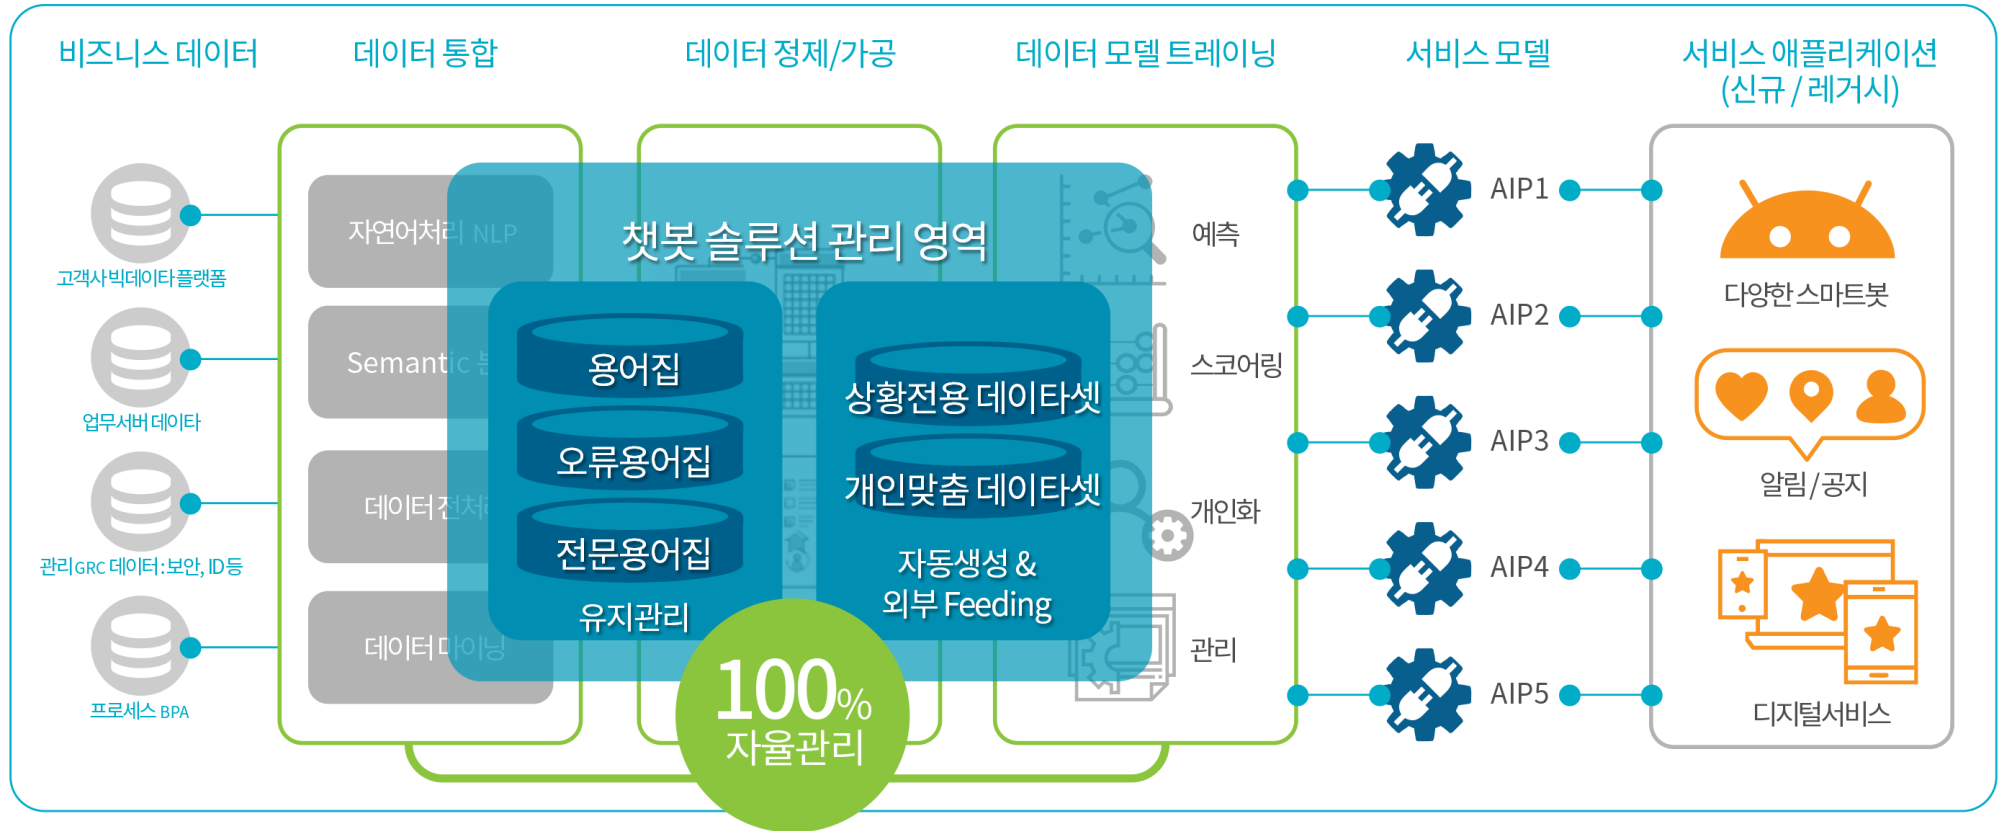 비즈니스 데이터
데이터 통합
데이터 정제/가공
데이터 모델 트레이닝
서비스 모델
서비스 애플리케이션
(신규 / 레거시)
고객사 빅데이타 플랫폼
업무서버 데이타
관리 GRC 데이터 : 보안, ID 등
프로세스 BPA
자연어처리 NLP
Semantic
데이터 전처리
데이터 마이닝
챗봇 솔루션 관리 영역
용어집
오류용어집
전문용어집
유지관리
상황전용 데이타셋
개인맞춤 데이타셋
자동생성 &
외부 Feeding
100%
자율관리
예측
스코어링
개인화
관리
AIP1
AIP2
AIP3
AIP4
AIP5
다양한 스마트봇
알림 / 공지
디지털서비스